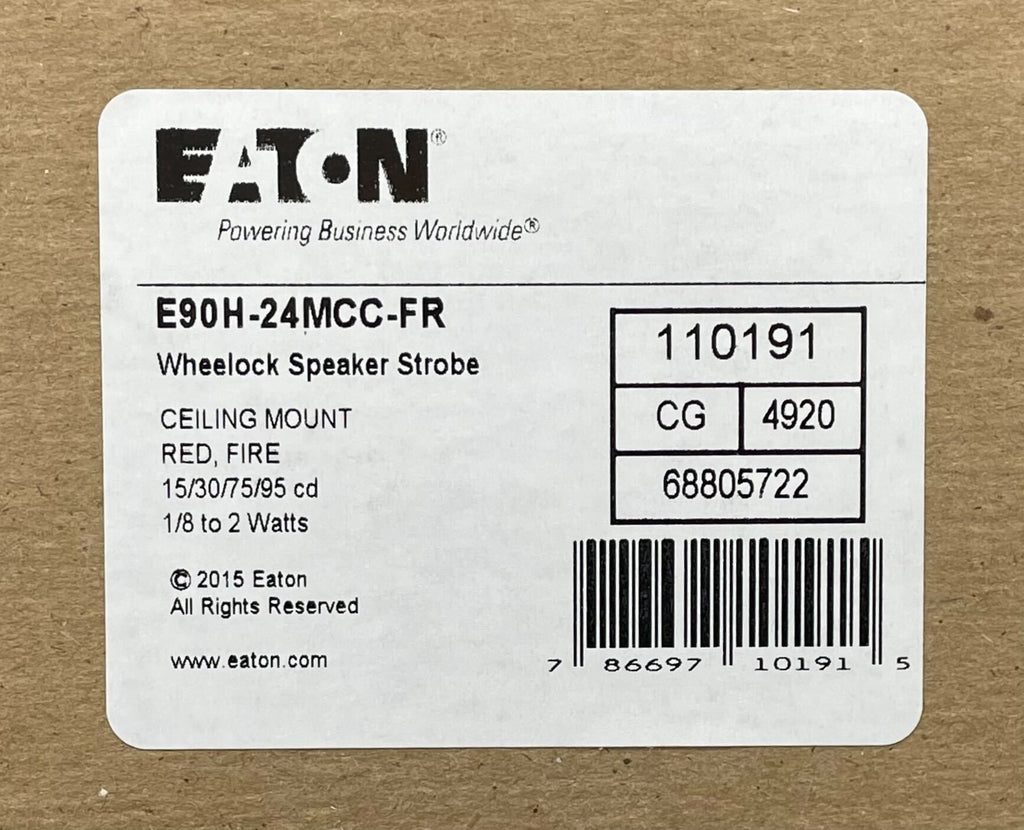 EATON®
Powering Business Worldwide®
E90H-24MCC-FR
Wheelock Speaker Strobe
CEILING MOUNT
RED, FIRE
15/30/75/95 cd
1/8 to 2 Watts
© 2015 Eaton
All Rights Reserved
www.eaton.com
110191
CG 4920
68805722
7 86697 10191 5